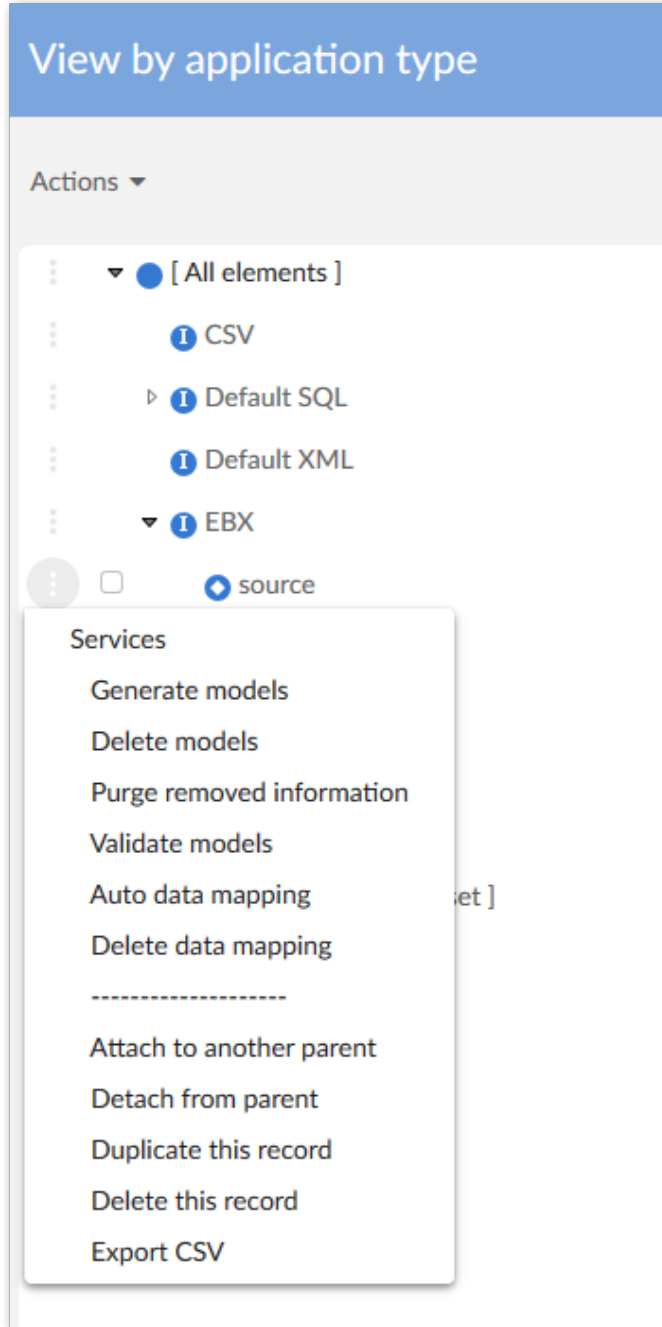 View by application type
Actions
[ All elements ]
CSV
Default SQL
Default XML
EBX
source
Services
Generate models
Delete models
Purge removed information
Validate models
Auto data mapping
set ]
Delete data mapping
--------------------
Attach to another parent
Detach from parent
Duplicate this record
Delete this record
Export CSV